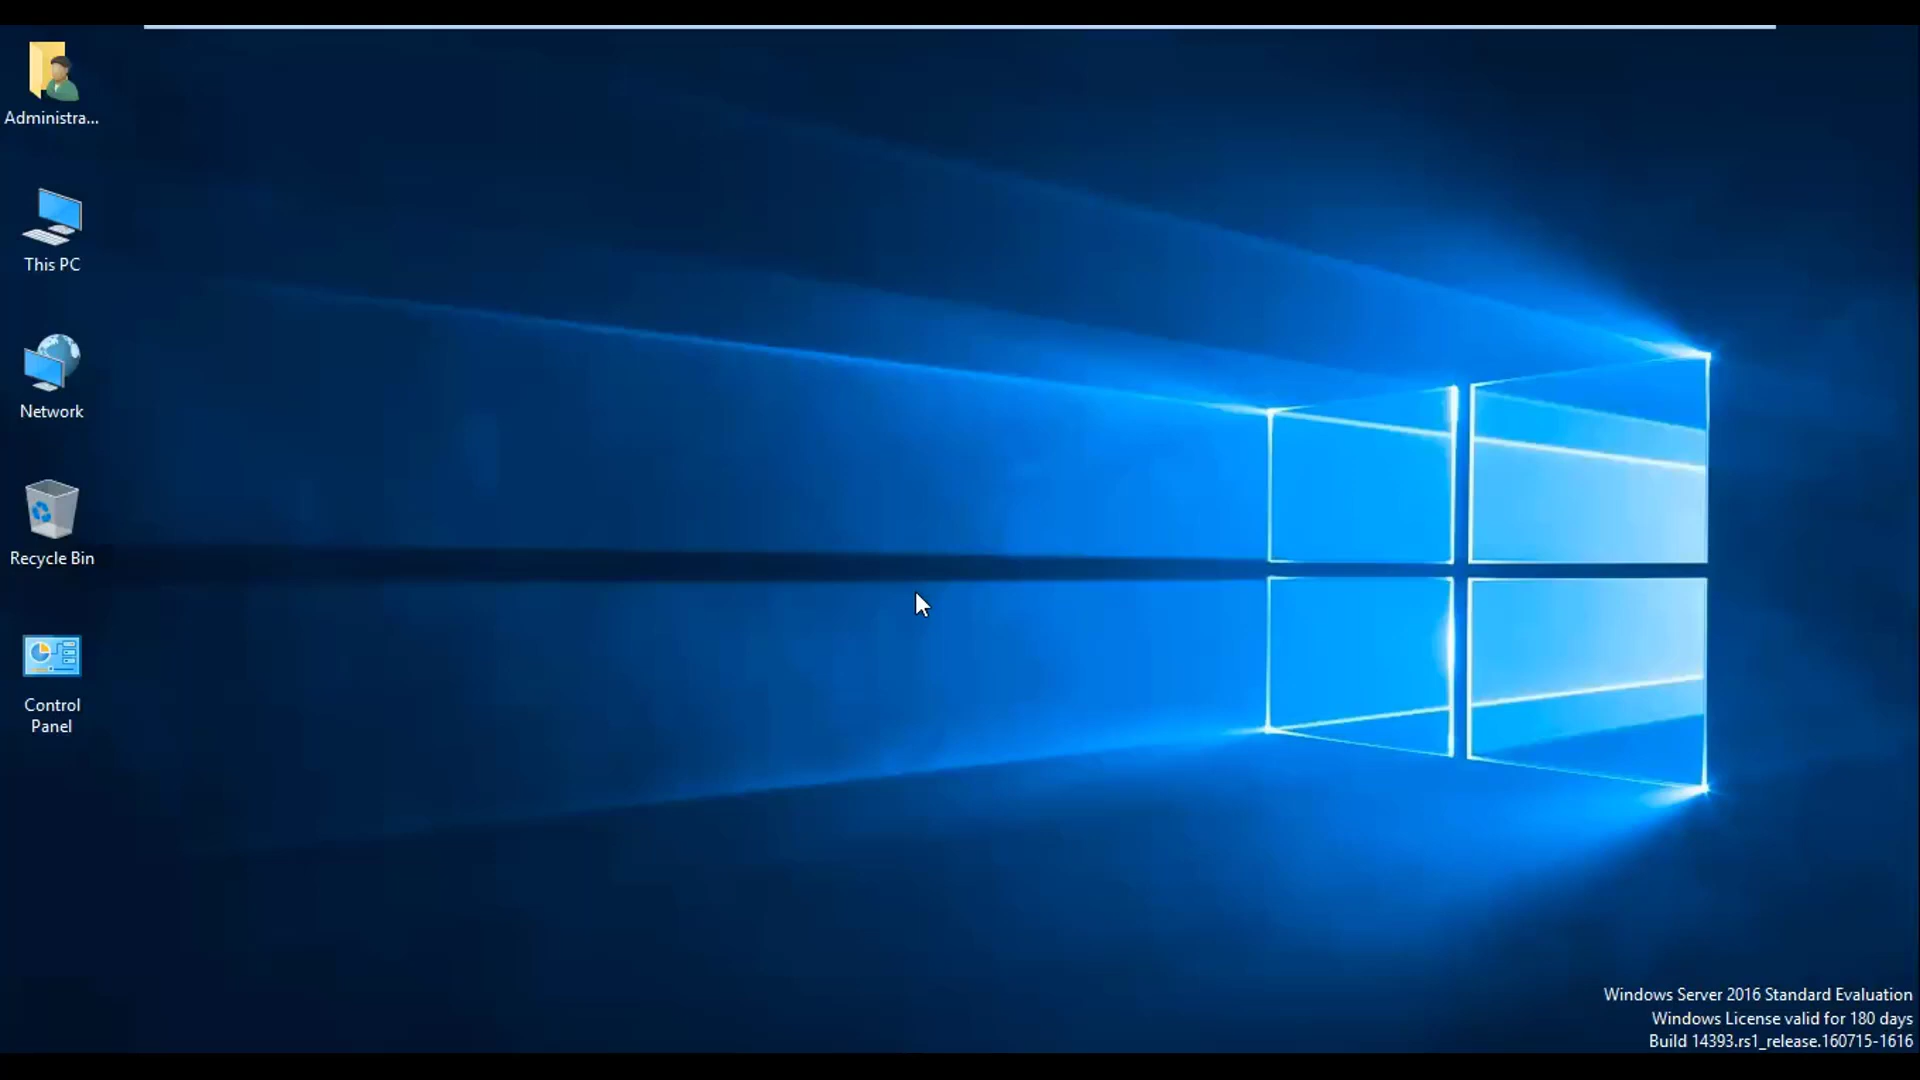 Administra...
This PC
Network
Recycle Bin
Control
Panel
Windows Server 2016 Standard Evaluation
Windows License valid for 180 days
Build 14393.rs1_release.160715-1616